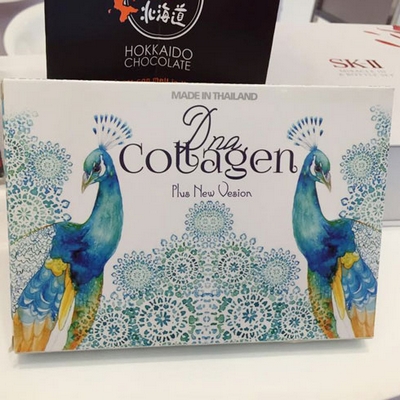 北海道
HOKKAIDO
CHOCOLATE
SK-II
MADE IN THAILAND
Dna
Collagen
Plus New Vesion